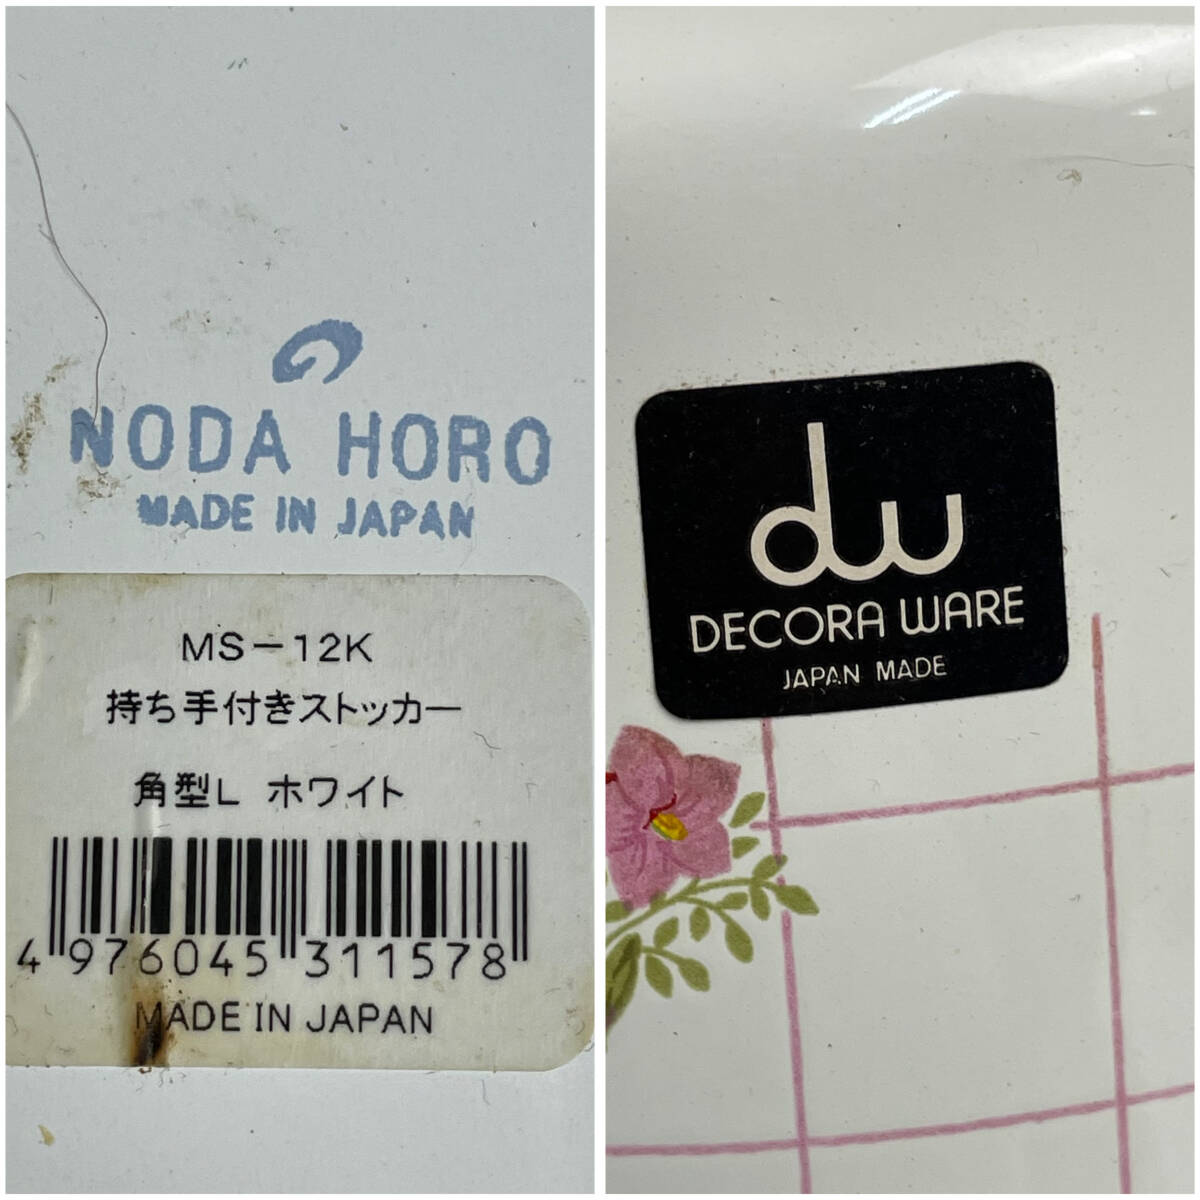 NODA HORO
MADE IN JAPAN
MS-12K
持ち手付きストッカー
角型L ホワイト
4 976045 311578
MADE IN JAPAN
dw
DECORA WARE
JAPAN MADE